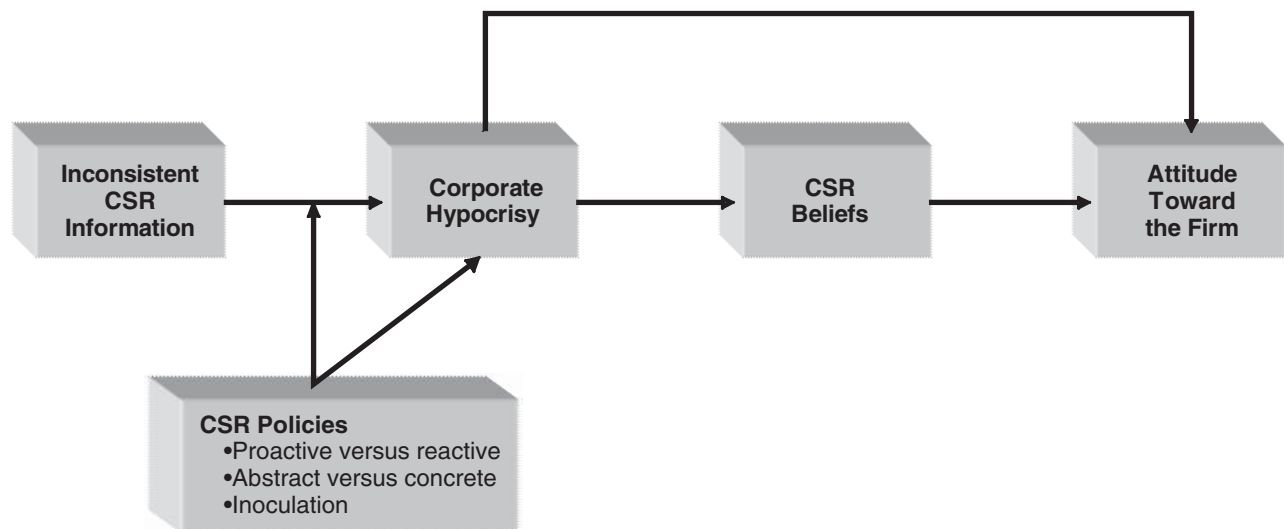 Inconsistent
CSR
Information
Corporate
Hypocrisy
CSR
Beliefs
Attitude
Toward
the Firm
CSR Policies
•Proactive versus reactive
•Abstract versus concrete
•Inoculation